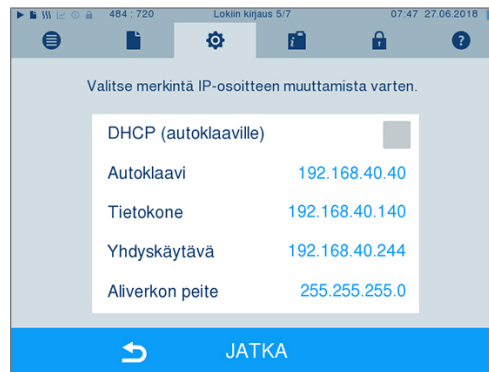 484 : 720 Lokiin kirjaus 5/7 07:47 27.06.2018
Valitse merkintä IP-osoitteen muuttamista varten.
DHCP (autoklaaville)
Autoklaavi 192.168.40.40
Tietokone 192.168.40.140
Yhdyskäytävä 192.168.40.244
Aliverkon peite 255.255.255.0
JATKA